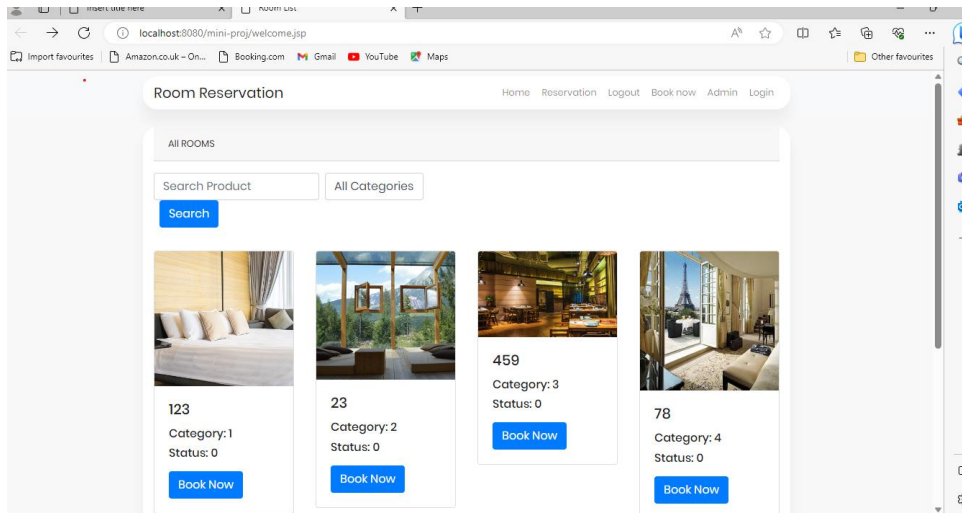 Insert title here
Room List
localhost:8080/mini-proj/welcome.jsp
Import favourites
Amazon.co.uk – On...
Booking.com
Gmail
YouTube
Maps
Other favourites
Room Reservation
Home Reservation Logout Book now Admin Login
All ROOMS
Search Product
All Categories
Search
123
Category: 1
Status: 0
Book Now
23
Category: 2
Status: 0
Book Now
459
Category: 3
Status: 0
Book Now
78
Category: 4
Status: 0
Book Now